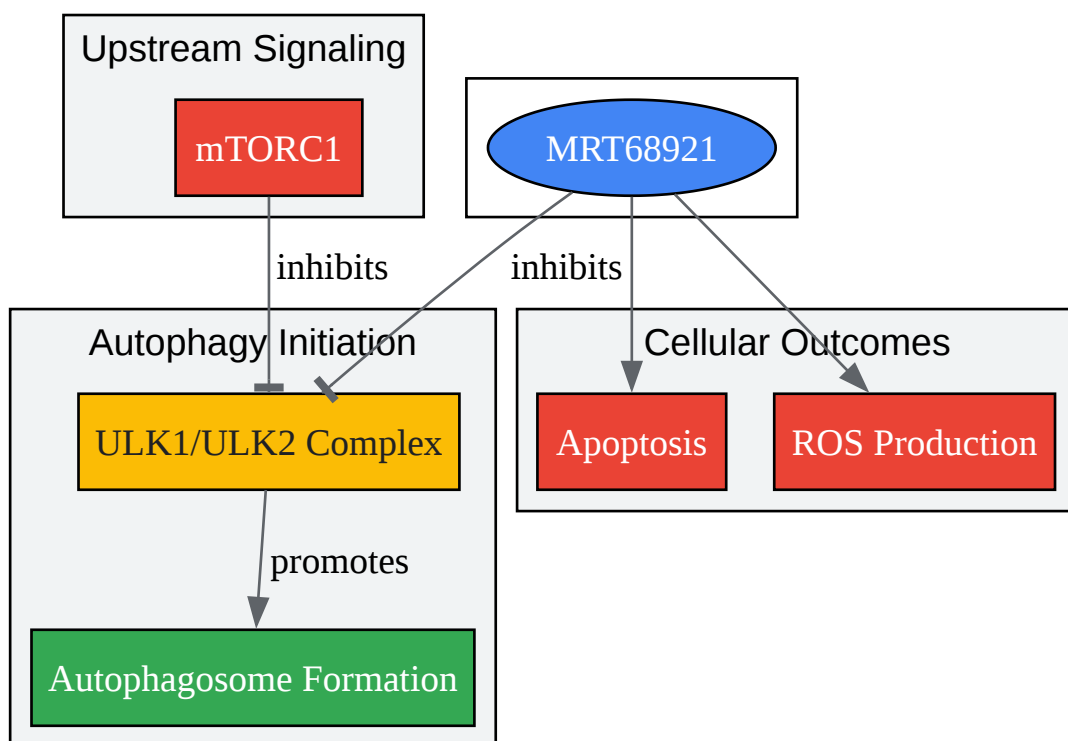 Upstream Signaling
mTORC1
MRT68921
inhibits
inhibits
Autophagy Initiation
Cellular Outcomes
ULK1/ULK2 Complex
Apoptosis
ROS Production
promotes
Autophagosome Formation